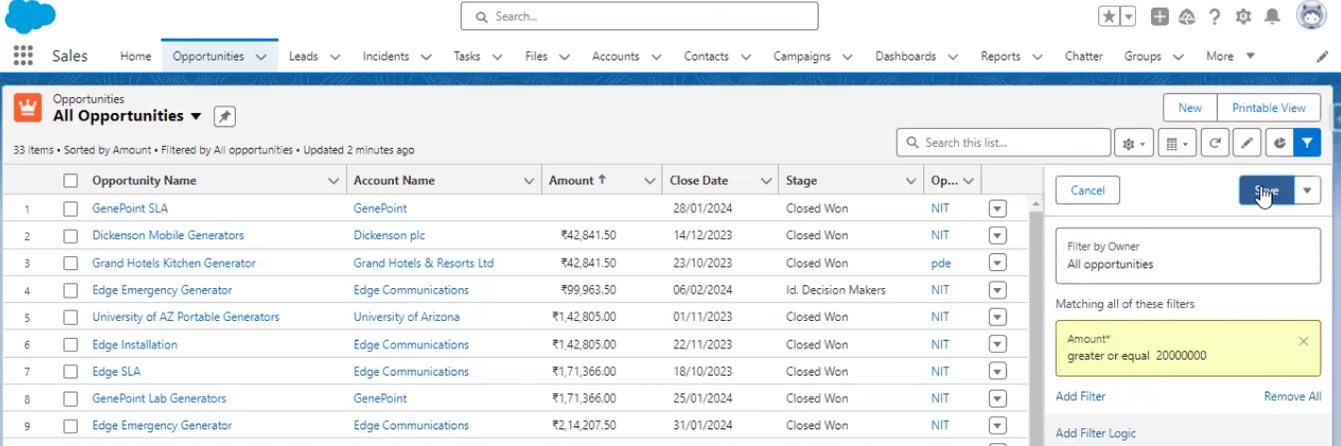 Search...
Sales Home Opportunities Leads Incidents Tasks Files Accounts Contacts Campaigns Dashboards Reports Chatter Groups More
Opportunities
All Opportunities
New Printable View
33 items • Sorted by Amount • Filtered by All opportunities • Updated 2 minutes ago
Search this list...
Opportunity Name Account Name Amount ↑ Close Date Stage Op...
1 GenePoint SLA GenePoint 28/01/2024 Closed Won NIT
2 Dickenson Mobile Generators Dickenson plc ₹42,841.50 14/12/2023 Closed Won NIT
3 Grand Hotels Kitchen Generator Grand Hotels & Resorts Ltd ₹42,841.50 23/10/2023 Closed Won pde
4 Edge Emergency Generator Edge Communications ₹99,963.50 06/02/2024 Id. Decision Makers NIT
5 University of AZ Portable Generators University of Arizona ₹1,42,805.00 01/11/2023 Closed Won NIT
6 Edge Installation Edge Communications ₹1,42,805.00 22/11/2023 Closed Won NIT
7 Edge SLA Edge Communications ₹1,71,366.00 18/10/2023 Closed Won NIT
8 GenePoint Lab Generators GenePoint ₹1,71,366.00 25/01/2024 Closed Won NIT
9 Edge Emergency Generator Edge Communications ₹2,14,207.50 31/01/2024 Closed Won NIT
Cancel Save
Filter by Owner
All opportunities
Matching all of these filters
Amount*
greater or equal 20000000
Add Filter Remove All
Add Filter Logic